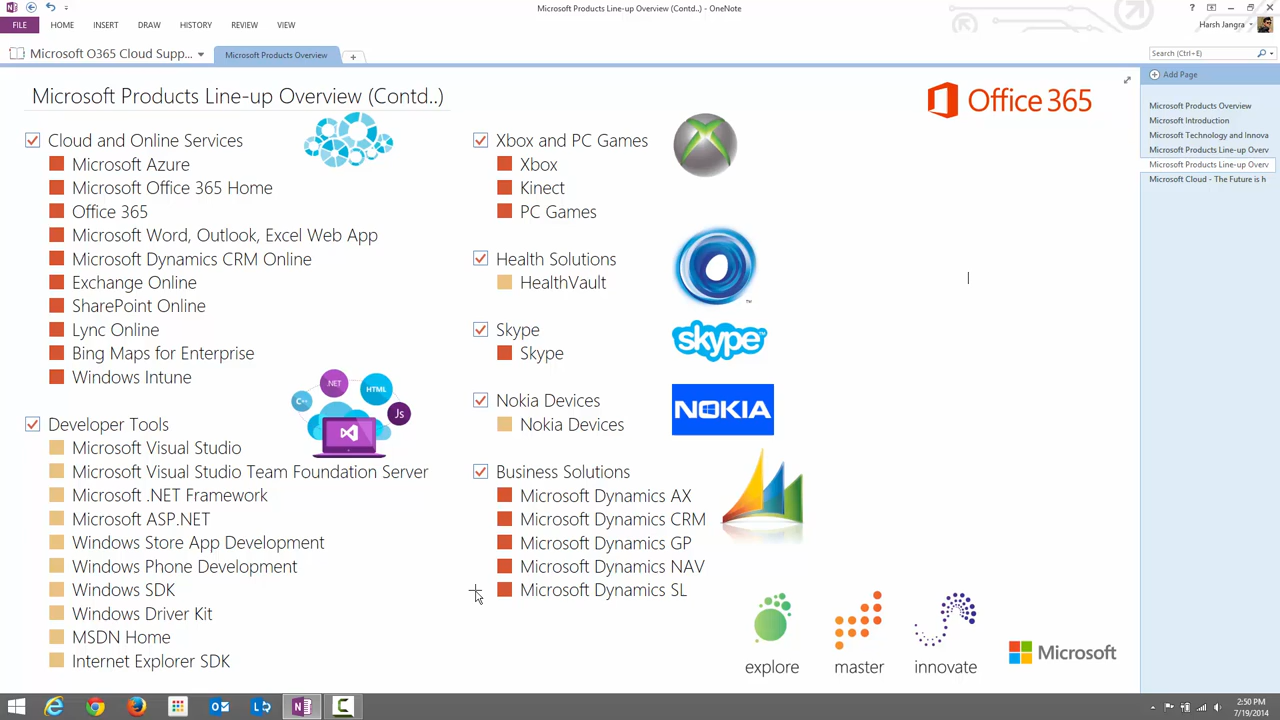 Microsoft Products Line-up Overview (Contd..) - OneNote
FILE
HOME
INSERT
DRAW
HISTORY
REVIEW
VIEW
Harsh Jangra
Microsoft O365 Cloud Supp...
Microsoft Products Overview
Search (Ctrl+E)
Add Page
Microsoft Products Overview
Microsoft Introduction
Microsoft Technology and Innova
Microsoft Products Line-up Overv
Microsoft Products Line-up Overv
Microsoft Cloud - The Future is h
Microsoft Products Line-up Overview (Contd..)
Office 365
Cloud and Online Services
Microsoft Azure
Microsoft Office 365 Home
Office 365
Microsoft Word, Outlook, Excel Web App
Microsoft Dynamics CRM Online
Exchange Online
SharePoint Online
Lync Online
Bing Maps for Enterprise
Windows Intune
.NET
HTML
C++
Js
Developer Tools
Microsoft Visual Studio
Microsoft Visual Studio Team Foundation Server
Microsoft .NET Framework
Microsoft ASP.NET
Windows Store App Development
Windows Phone Development
Windows SDK
Windows Driver Kit
MSDN Home
Internet Explorer SDK
Xbox and PC Games
Xbox
Kinect
PC Games
Health Solutions
HealthVault
TM
Skype
Skype
skype™
Nokia Devices
Nokia Devices
NOKIA
Business Solutions
Microsoft Dynamics AX
Microsoft Dynamics CRM
Microsoft Dynamics GP
Microsoft Dynamics NAV
Microsoft Dynamics SL
explore
master
innovate
Microsoft
2:50 PM
7/19/2014